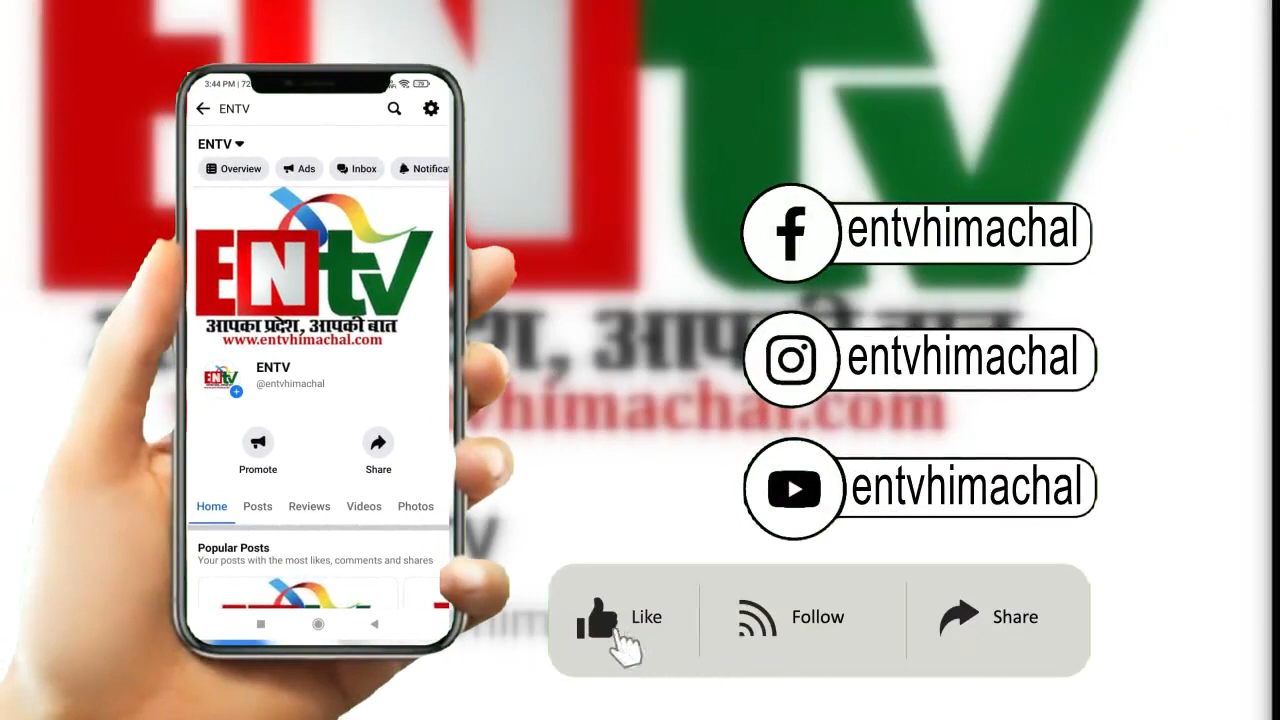 3:44 PM | 72
79
ENTV
ENTV
Overview
Ads
Inbox
Notifica
ENtv
आपका प्रदेश, आपकी बात
www.entvhimachal.com
ENTV
@entvhimachal
Promote
Share
Home
Posts
Reviews
Videos
Photos
Popular Posts
Your posts with the most likes, comments and shares
entvhimachal
entvhimachal
entvhimachal
Like
Follow
Share